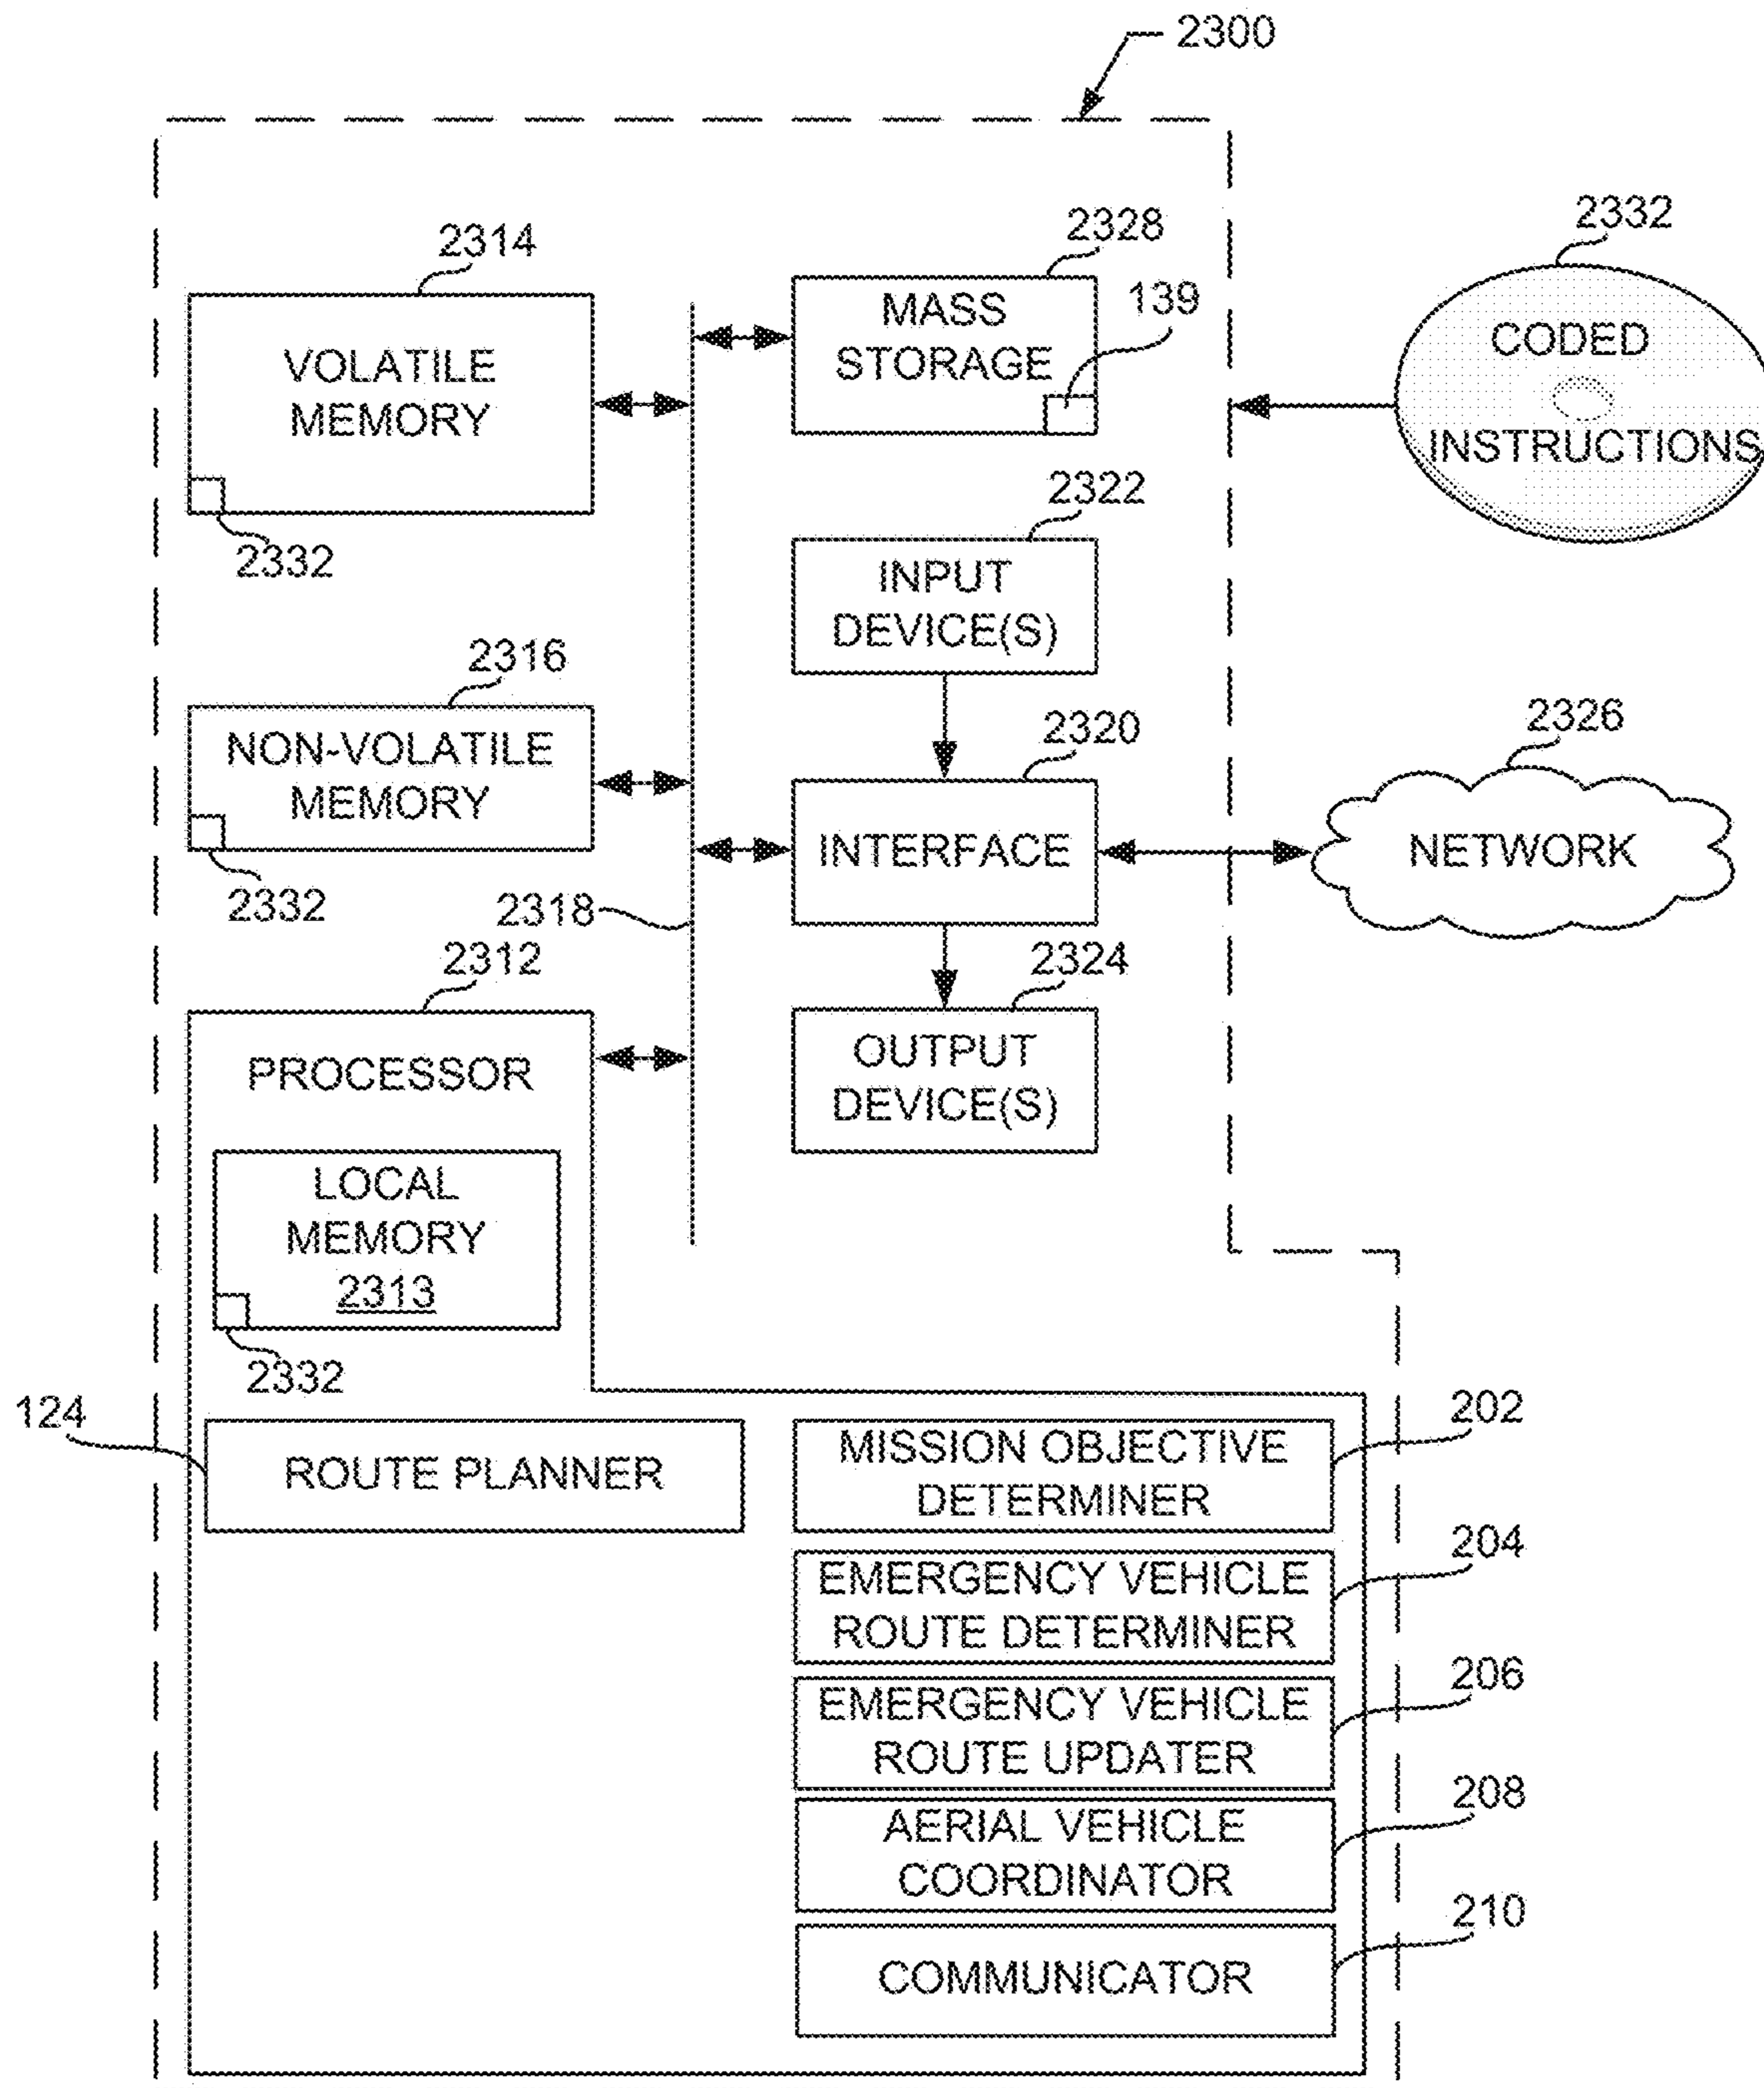 2300
2314
VOLATILE
MEMORY
2332
2328
139
MASS
STORAGE
2332
CODED
INSTRUCTIONS
2322
INPUT
DEVICE(S)
2316
NON-VOLATILE
MEMORY
2332
2318
2320
INTERFACE
2326
NETWORK
2312
PROCESSOR
2324
OUTPUT
DEVICE(S)
LOCAL
MEMORY
2313
2332
124
ROUTE PLANNER
202
MISSION OBJECTIVE
DETERMINER
204
EMERGENCY VEHICLE
ROUTE DETERMINER
206
EMERGENCY VEHICLE
ROUTE UPDATER
208
AERIAL VEHICLE
COORDINATOR
210
COMMUNICATOR